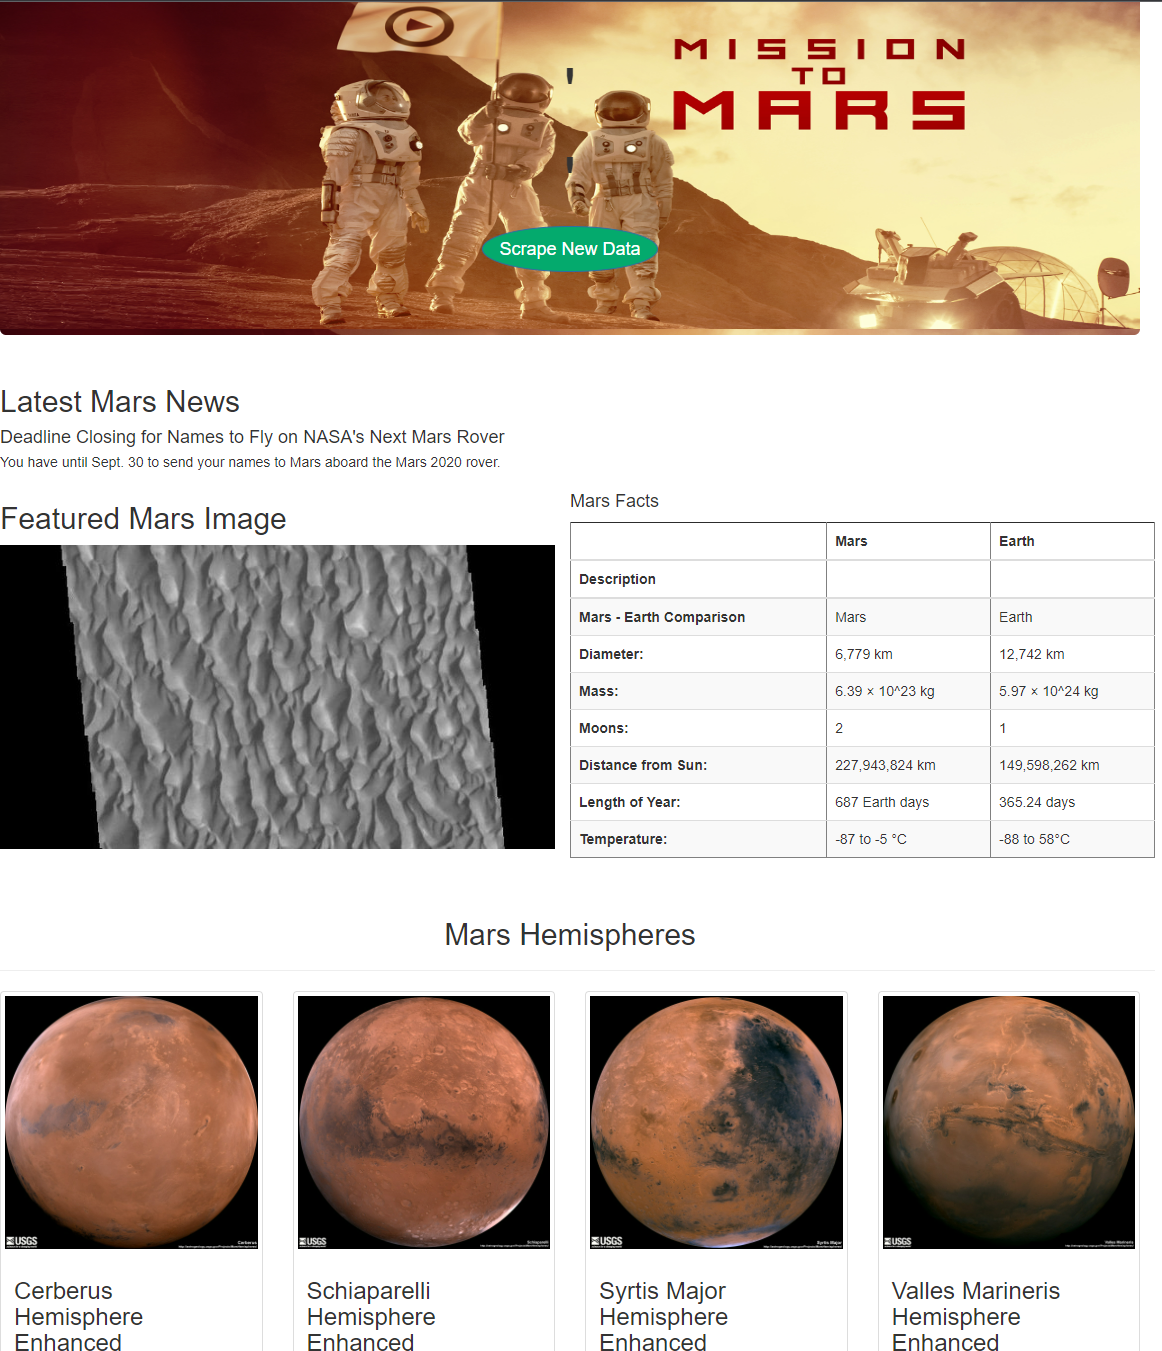 MISSION
TO
MARS
'
'
Scrape New Data
Latest Mars News
Deadline Closing for Names to Fly on NASA's Next Mars Rover
You have until Sept. 30 to send your names to Mars aboard the Mars 2020 rover.
Featured Mars Image
Mars Facts
Mars Earth
Description
Mars - Earth Comparison Mars Earth
Diameter: 6,779 km 12,742 km
Mass: 6.39 × 10^23 kg 5.97 × 10^24 kg
Moons: 2 1
Distance from Sun: 227,943,824 km 149,598,262 km
Length of Year: 687 Earth days 365.24 days
Temperature: -87 to -5 °C -88 to 58°C
Mars Hemispheres
USGS Cerberus
USGS Schiaparelli
USGS Syrtis Major
USGS Valles Marineris
Cerberus
Hemisphere
Enhanced
Schiaparelli
Hemisphere
Enhanced
Syrtis Major
Hemisphere
Enhanced
Valles Marineris
Hemisphere
Enhanced